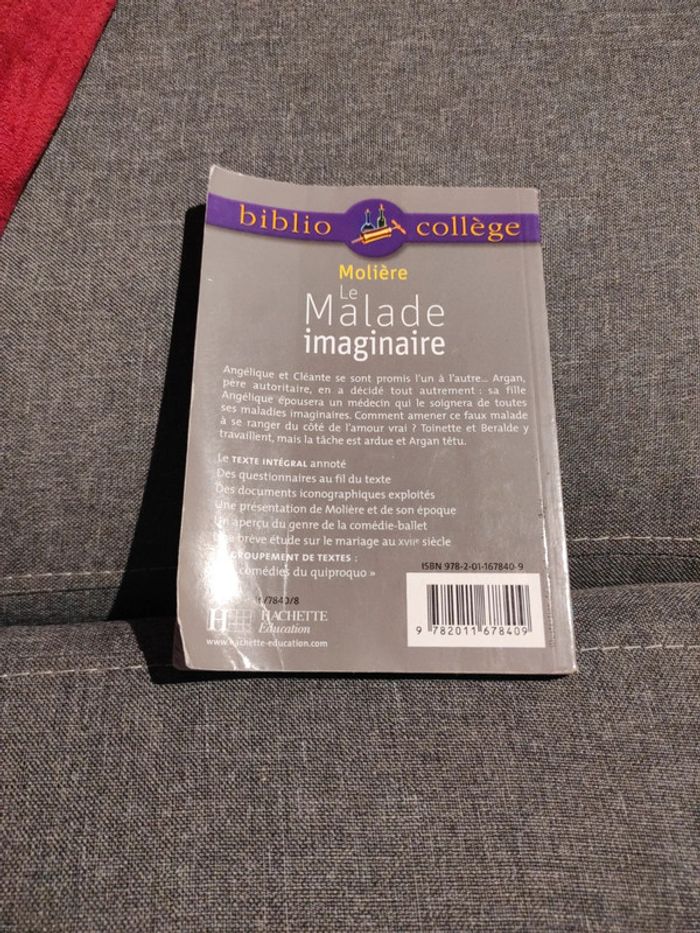 biblio collège
Molière
Le
Malade
imaginaire
Angélique et Cléante se sont promis l'un à l'autre... Argan,
père autoritaire, en a décidé tout autrement : sa fille
Angélique épousera un médecin qui le soignera de toutes
ses maladies imaginaires. Comment amener ce faux malade
à se ranger du côté de l'amour vrai ? Toinette et Beralde y
travaillent, mais la tâche est ardue et Argan têtu.
Le TEXTE INTÉGRAL annoté
Des questionnaires au fil du texte
Des documents iconographiques exploités
Une présentation de Molière et de son époque
Un aperçu du genre de la comédie-ballet
brève étude sur le mariage au XVIIe siècle
GROUPEMENT DE TEXTES :
comédies du quiproquo »
ISBN 978-2-01-167840-9
/7840/8
H HACHETTE
Éducation
www.hachette-education.com
9 782011 678409